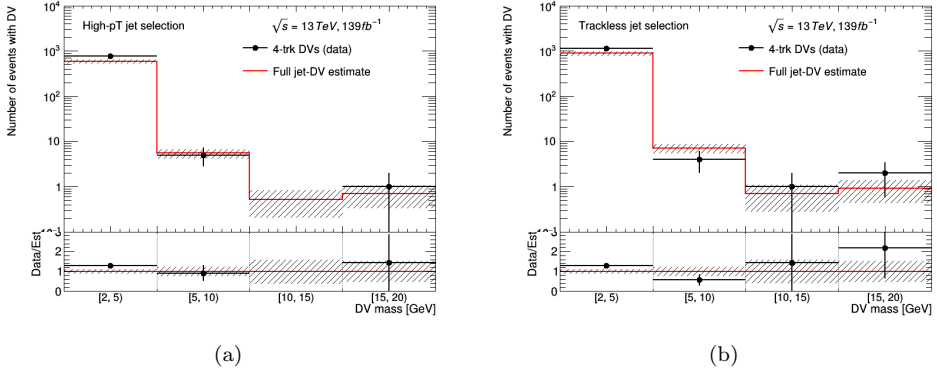 High-pT jet selection
√s = 13 TeV, 139 fb⁻¹
4-trk DVs (data)
Full jet-DV estimate
Number of events with DV
10⁴
10³
10²
10
1
Data/Est
2
1
0
[2, 5)
[5, 10)
[10, 15)
[15, 20)
DV mass [GeV]
(a)
Trackless jet selection
√s = 13 TeV, 139 fb⁻¹
4-trk DVs (data)
Full jet-DV estimate
Number of events with DV
10⁴
10³
10²
10
1
Data/Est
2
1
0
[2, 5)
[5, 10)
[10, 15)
[15, 20)
DV mass [GeV]
(b)